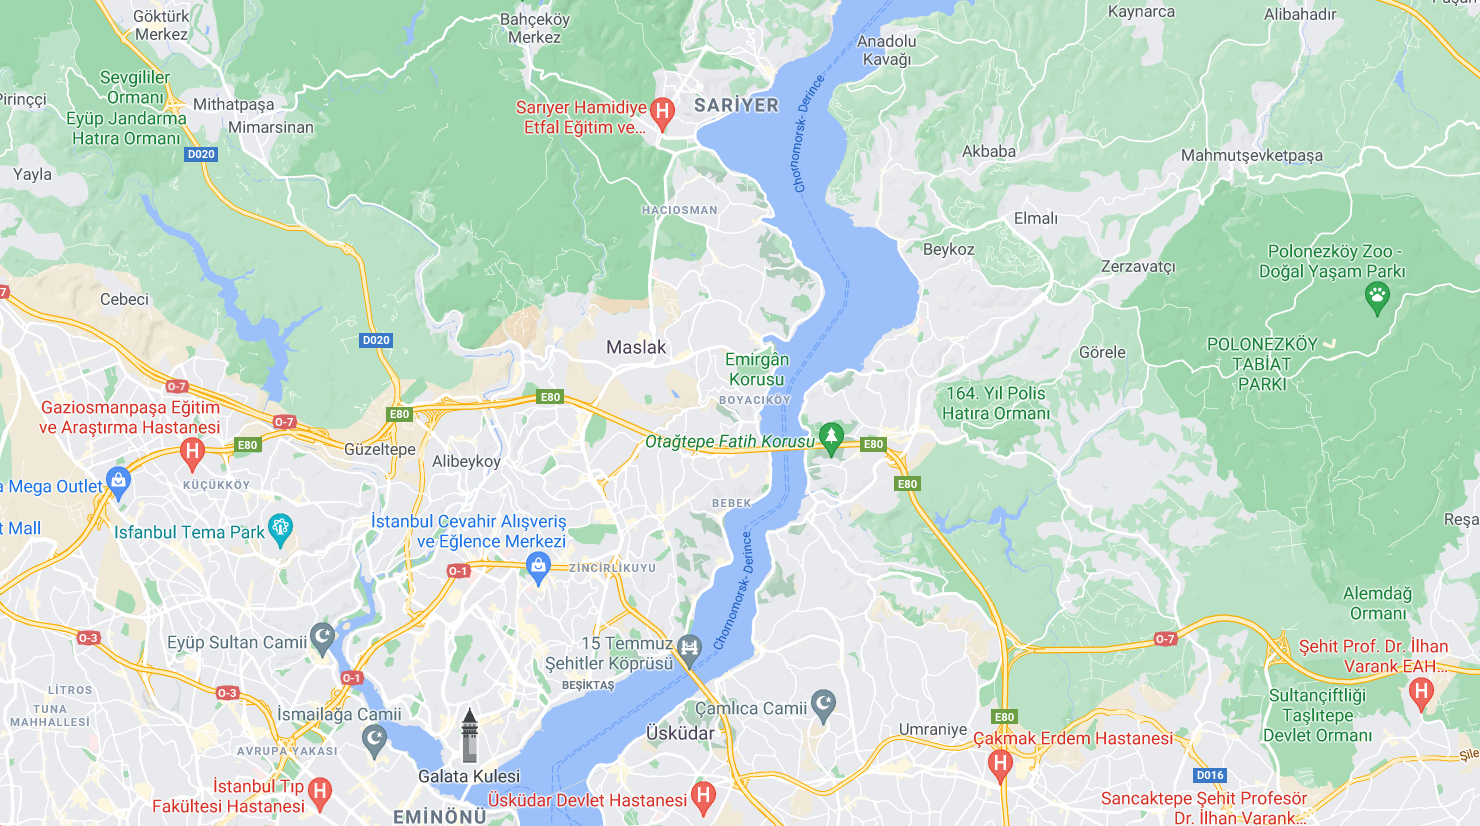 Göktürk
Merkez
Bahçeköy
Merkez
Kaynarca
Alibahadır
Anadolu
Kavağı
Sevgililer
Ormanı
Eyüp Jandarma
Hatıra Ormanı
Pirinççi
Mithatpaşa
Mimarsinan
Sarıyer Hamidiye
Etfal Eğitim ve...
H
SARİYER
Chornomorsk- Derince
D020
Akbaba
Mahmutşevketpaşa
Yayla
HACIOSMAN
Elmalı
Beykoz
Polonezköy Zoo -
Doğal Yaşam Parkı
Zerzavatçı
7
Cebeci
D020
Maslak
Emirgân
Korusu
BOYACIKÖY
Görele
POLONEZKÖY
TABİAT
PARKI
O-7
E80
164. Yıl Polis
Hatıra Ormanı
Gaziosmanpaşa Eğitim
ve Araştırma Hastanesi
H
O-7
E80
E80
Güzeltepe
Alibeyköy
Otağtepe Fatih Korusu
E80
E80
KÜÇÜKKÖY
a Mega Outlet
BEBEK
t Mall
Isfanbul Tema Park
İstanbul Cevahir Alışveriş
ve Eğlence Merkezi
Reşa
O-1
ZİNCİRLİKUYU
Chornomorsk- Derince
Alemdağ
Ormanı
O-3
Eyüp Sultan Camii
15 Temmuz
Şehitler Köprüsü
O-7
Şehit Prof. Dr. İlhan
Varank EAH...
H
O-1
BEŞİKTAŞ
LİTROS
O-3
TUNA
MAHHALLESİ
İsmailağa Camii
Çamlıca Camii
Sultançiftliği
Taşlıtepe
Devlet Ormanı
E80
AVRUPA YAKASI
Üsküdar
Umraniye
Çakmak Erdem Hastanesi
H
Şile
Galata Kulesi
D016
İstanbul Tıp
Fakültesi Hastanesi
H
Üsküdar Devlet Hastanesi
H
Sancaktepe Şehit Profesör
Dr. İlhan Varank...
EMİNÖNÜ